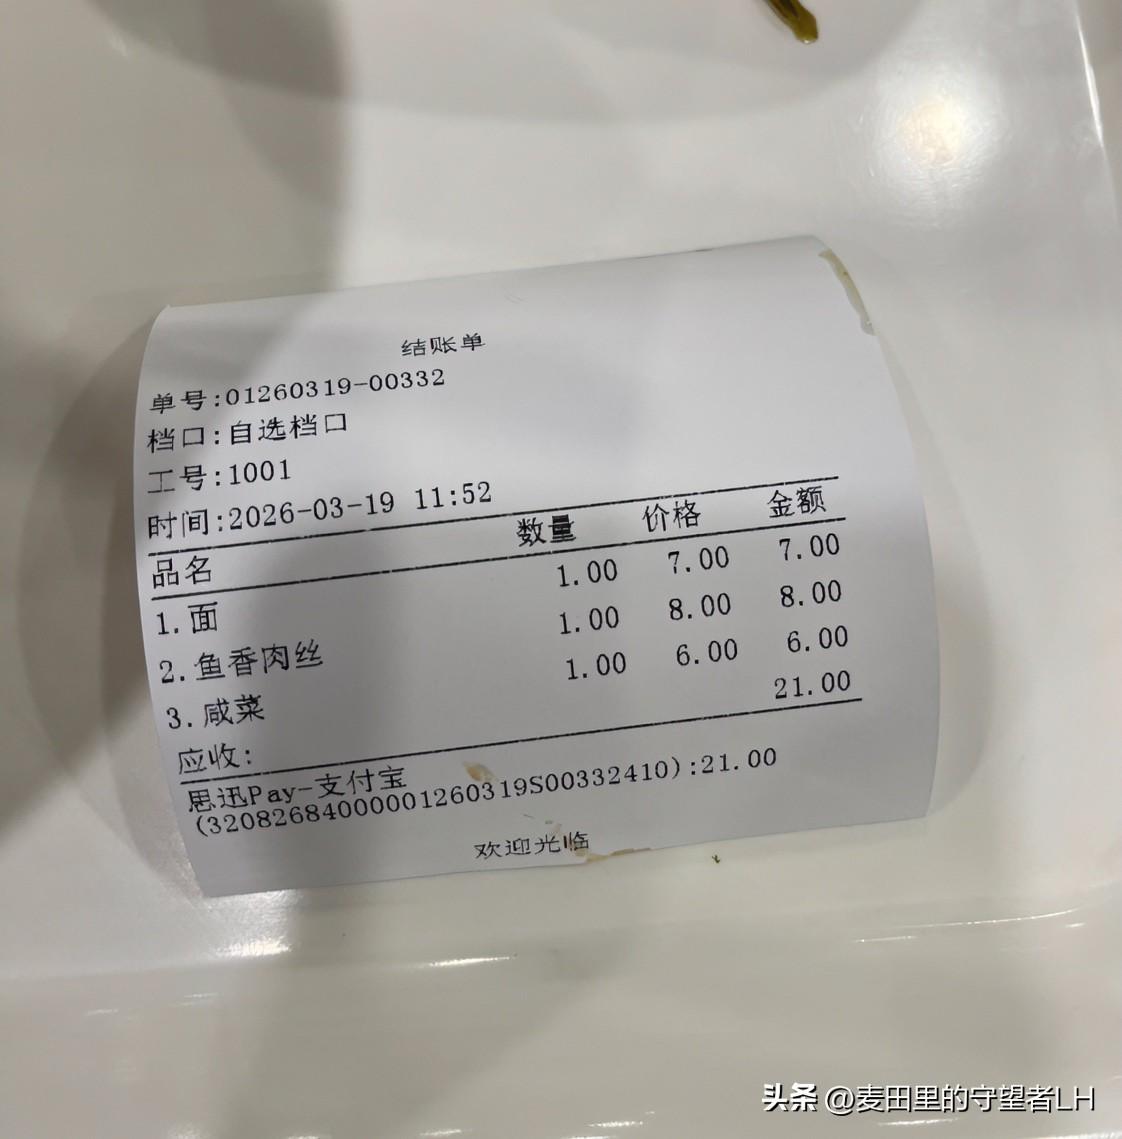 结账单
单号:01260319-00332
档口:自选档口
工号:1001
时间:2026-03-19 11:52
品名 数量 价格 金额
1.面 1.00 7.00 7.00
2.鱼香肉丝 1.00 8.00 8.00
3.咸菜 1.00 6.00 6.00
应收: 21.00
思迅Pay-支付宝
(32082684000001260319S00332410):21.00
欢迎光临
头条 @麦田里的守望者LH